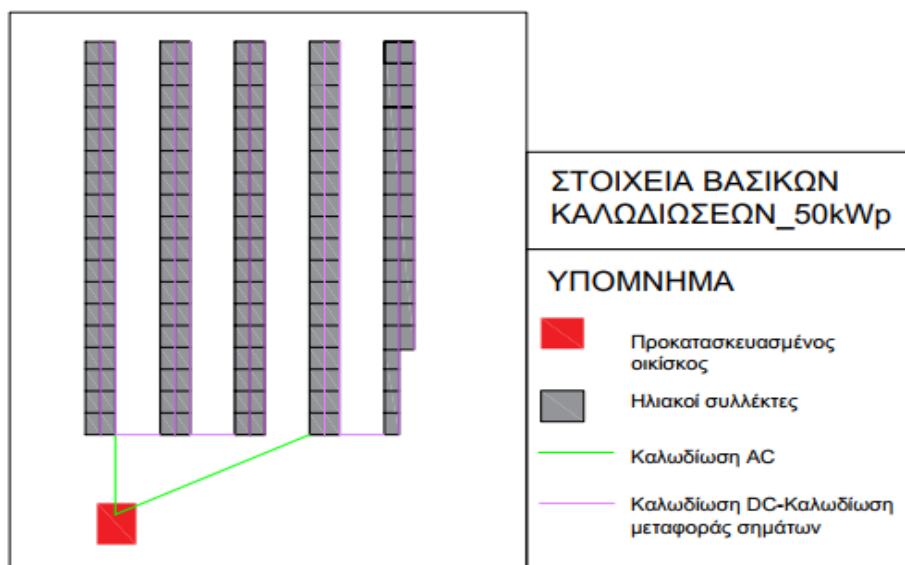 ΣΤΟΙΧΕΙΑ ΒΑΣΙΚΩΝ
ΚΑΛΩΔΙΩΣΕΩΝ_50kWp
ΥΠΟΜΝΗΜΑ
Προκατασκευασμένος
οικίσκος
Ηλιακοί συλλέκτες
Καλωδίωση AC
Καλωδίωση DC-Καλωδίωση
μεταφοράς σημάτων